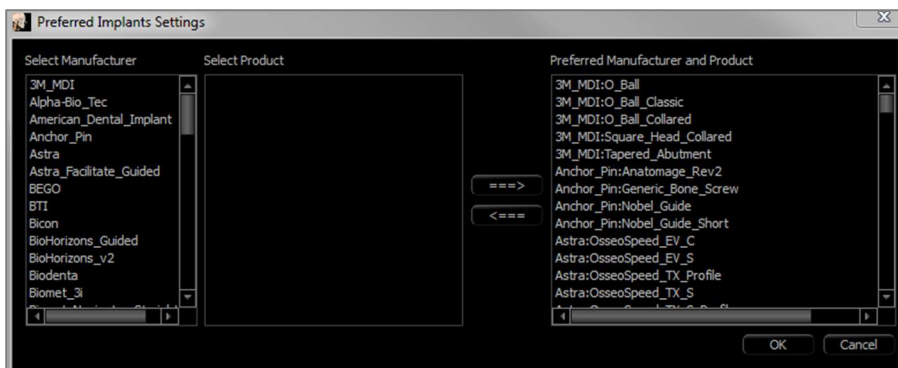 Preferred Implants Settings
Select Manufacturer
3M_MDI
Alpha-Bio_Tec
American_Dental_Implant
Anchor_Pin
Astra
Astra_Facilitate_Guided
BEGO
BTI
Bicon
BioHorizons_Guided
BioHorizons_v2
Biodenta
Biomet_3i
Select Product
===>
<===
Preferred Manufacturer and Product
3M_MDI:O_Ball
3M_MDI:O_Ball_Classic
3M_MDI:O_Ball_Collared
3M_MDI:Square_Head_Collared
3M_MDI:Tapered_Abutment
Anchor_Pin:Anatomage_Rev2
Anchor_Pin:Generic_Bone_Screw
Anchor_Pin:Nobel_Guide
Anchor_Pin:Nobel_Guide_Short
Astra:OsseoSpeed_EV_C
Astra:OsseoSpeed_EV_S
Astra:OsseoSpeed_TX_Profile
Astra:OsseoSpeed_TX_S
OK
Cancel